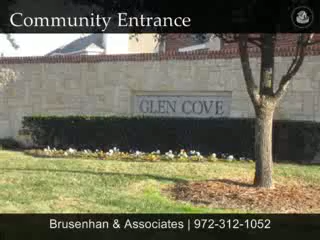 Community Entrance
GLEN COVE
Brusenhan & Associates | 972-312-1052